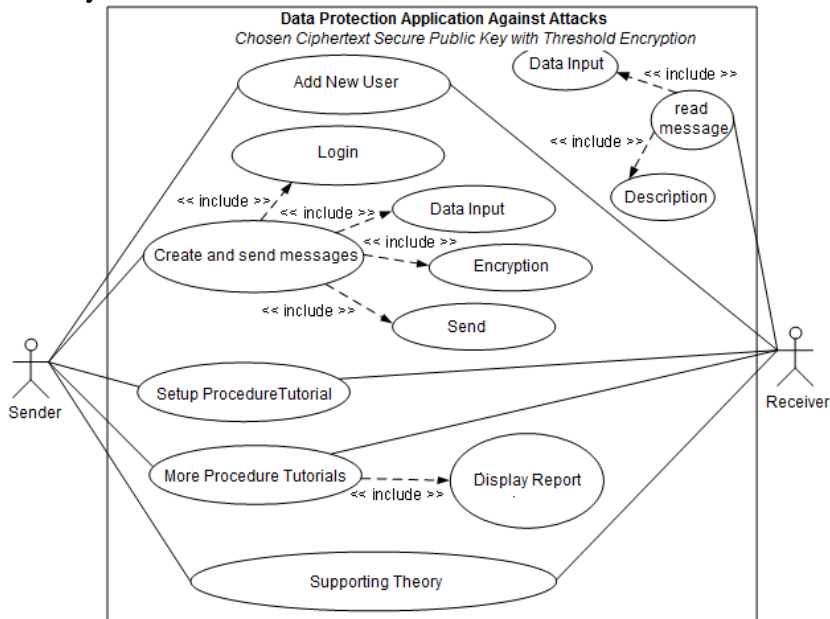 Data Protection Application Against Attacks
Chosen Ciphertext Secure Public Key with Threshold Encryption
Add New User
Data Input
<< include >>
read
message
<< include >>
Description
Login
<< include >>
<< include >>
Data Input
Create and send messages
<< include >>
Encryption
<< include >>
Send
Sender
Receiver
Setup ProcedureTutorial
More Procedure Tutorials
<< include >>
Display Report
Supporting Theory